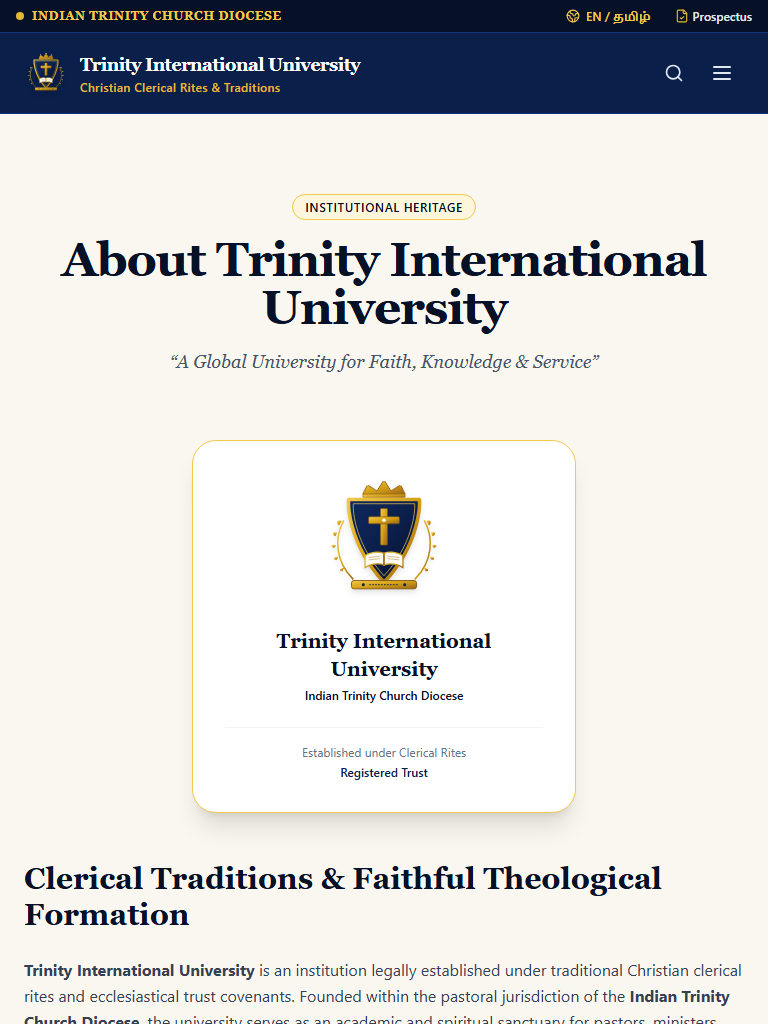 INDIAN TRINITY CHURCH DIOCESE
EN / தமிழ்
Prospectus
Trinity International University
Christian Clerical Rites & Traditions
INSTITUTIONAL HERITAGE
About Trinity International
University
“A Global University for Faith, Knowledge & Service”
Trinity International
University
Indian Trinity Church Diocese
Established under Clerical Rites
Registered Trust
Clerical Traditions & Faithful Theological
Formation
Trinity International University is an institution legally established under traditional Christian clerical
rites and ecclesiastical trust covenants. Founded within the pastoral jurisdiction of the Indian Trinity
Church Diocese, the university serves as an academic and spiritual sanctuary for pastors, ministers,